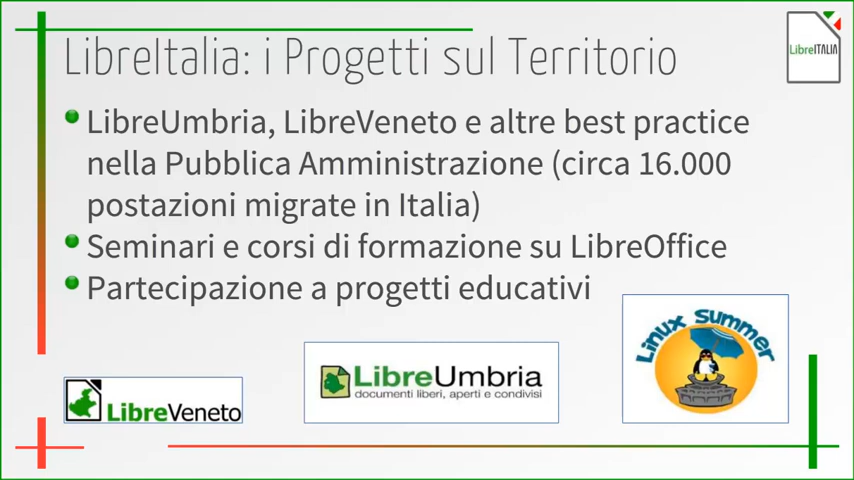 LibreItalia: i Progetti sul Territorio
LibreITALIA
LibreUmbria, LibreVeneto e altre best practice
nella Pubblica Amministrazione (circa 16.000
postazioni migrate in Italia)
Seminari e corsi di formazione su LibreOffice
Partecipazione a progetti educativi
Linux Summer
LibreUmbria
documenti liberi, aperti e condivisi
LibreVeneto